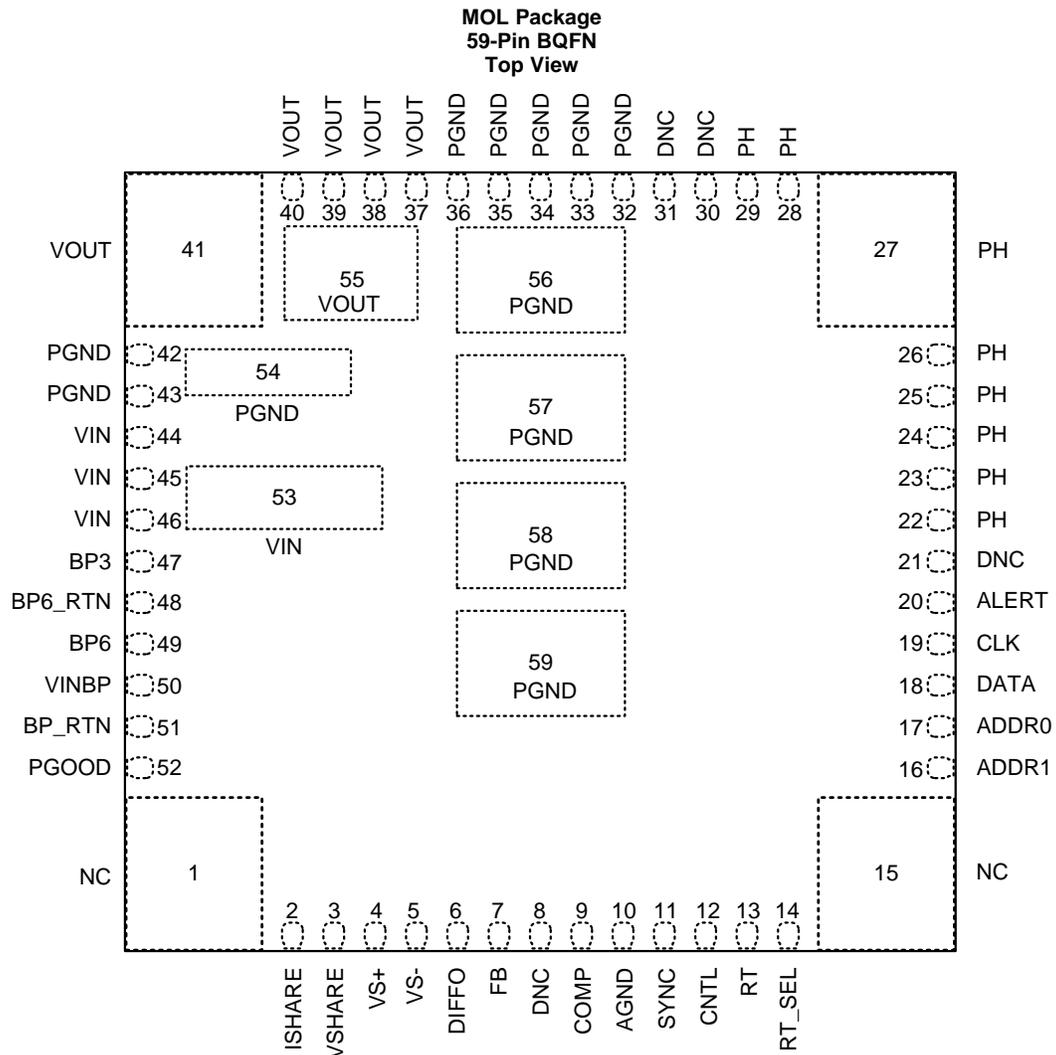 MOL Package
59-Pin BQFN
Top View
VOUT
VOUT
VOUT
VOUT
PGND
PGND
PGND
PGND
PGND
DNC
DNC
PH
PH
40
39
38
37
36
35
34
33
32
31
30
29
28
VOUT
41
55
VOUT
56
PGND
27
PH
PGND
42
54
PGND
57
PGND
26
PH
PGND
43
25
PH
VIN
44
24
PH
VIN
45
53
VIN
58
PGND
23
PH
VIN
46
22
PH
BP3
47
21
DNC
BP6_RTN
48
20
ALERT
BP6
49
59
PGND
19
CLK
VINBP
50
18
DATA
BP_RTN
51
17
ADDR0
PGOOD
52
16
ADDR1
NC
1
15
NC
2
3
4
5
6
7
8
9
10
11
12
13
14
ISHARE
VSHARE
VS+
VS-
DIFFO
FB
DNC
COMP
AGND
SYNC
CNTL
RT
RT_SEL